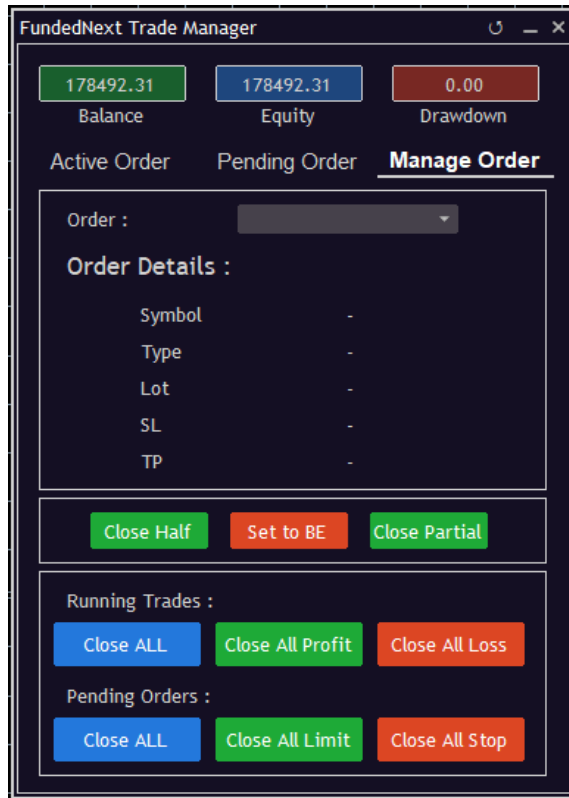 FundedNext Trade Manager
178492.31 178492.31 0.00
Balance Equity Drawdown
Active Order Pending Order Manage Order
Order :
Order Details :
Symbol -
Type -
Lot -
SL -
TP -
Close Half Set to BE Close Partial
Running Trades :
Close ALL Close All Profit Close All Loss
Pending Orders :
Close ALL Close All Limit Close All Stop